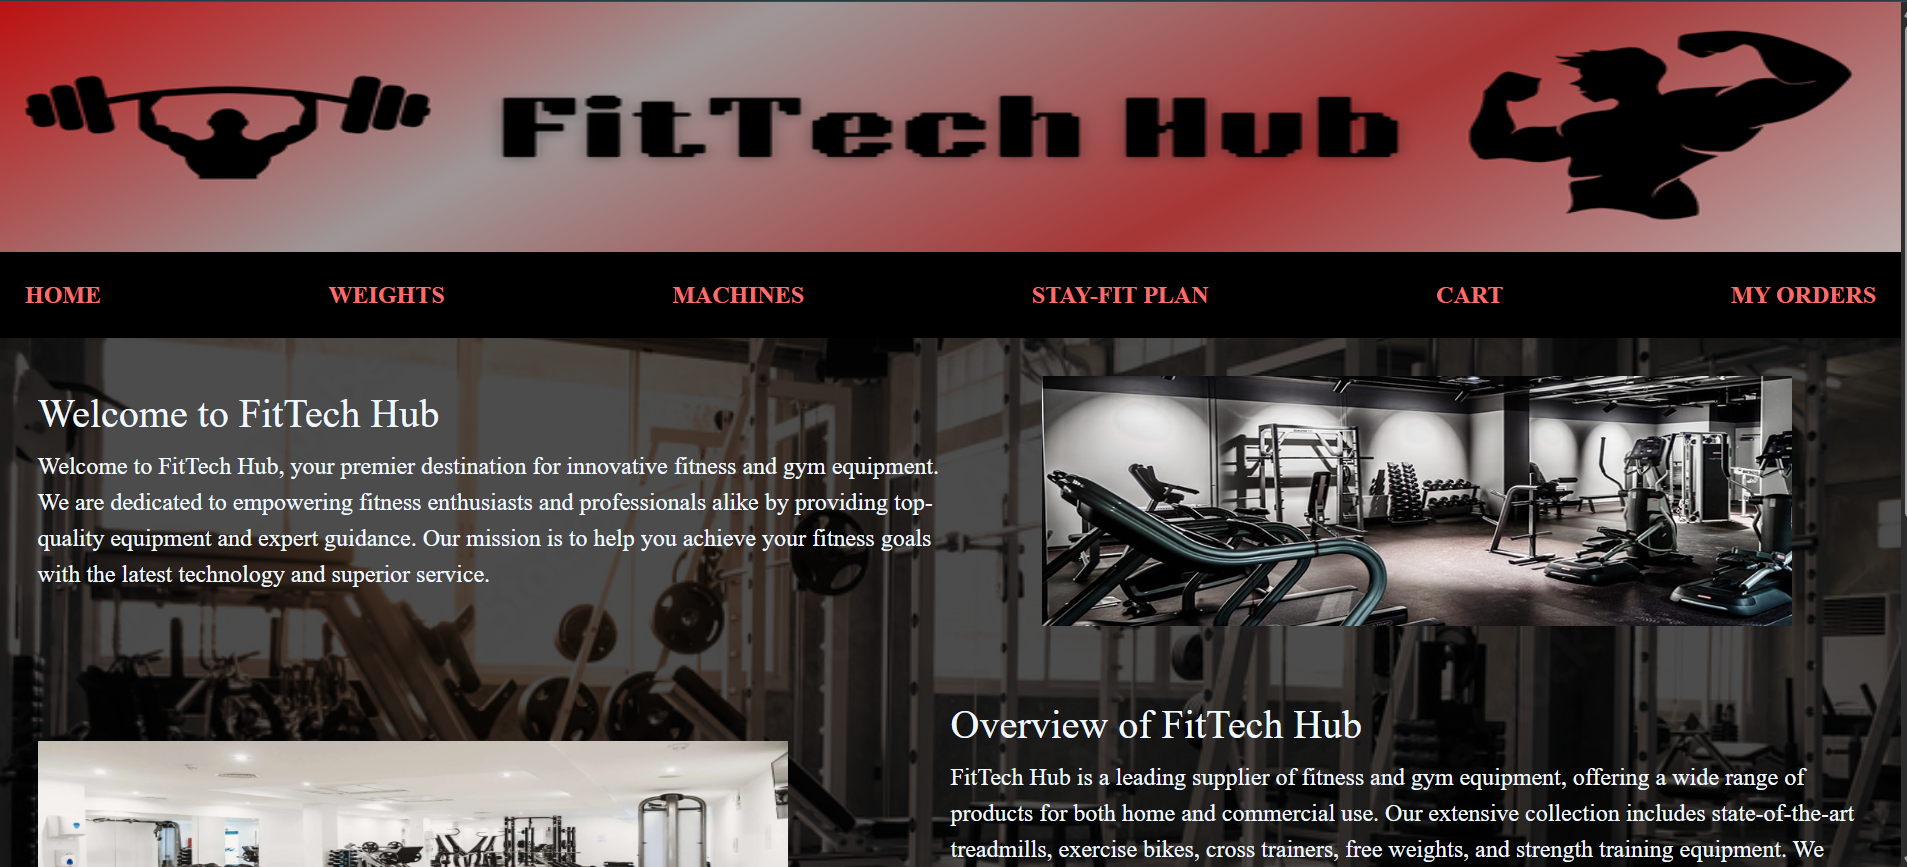 FitTech Hub
HOME WEIGHTS MACHINES STAY-FIT PLAN CART MY ORDERS
Welcome to FitTech Hub
Welcome to FitTech Hub, your premier destination for innovative fitness and gym equipment.
We are dedicated to empowering fitness enthusiasts and professionals alike by providing top-
quality equipment and expert guidance. Our mission is to help you achieve your fitness goals
with the latest technology and superior service.
Overview of FitTech Hub
FitTech Hub is a leading supplier of fitness and gym equipment, offering a wide range of
products for both home and commercial use. Our extensive collection includes state-of-the-art
treadmills, exercise bikes, cross trainers, free weights, and strength training equipment. We